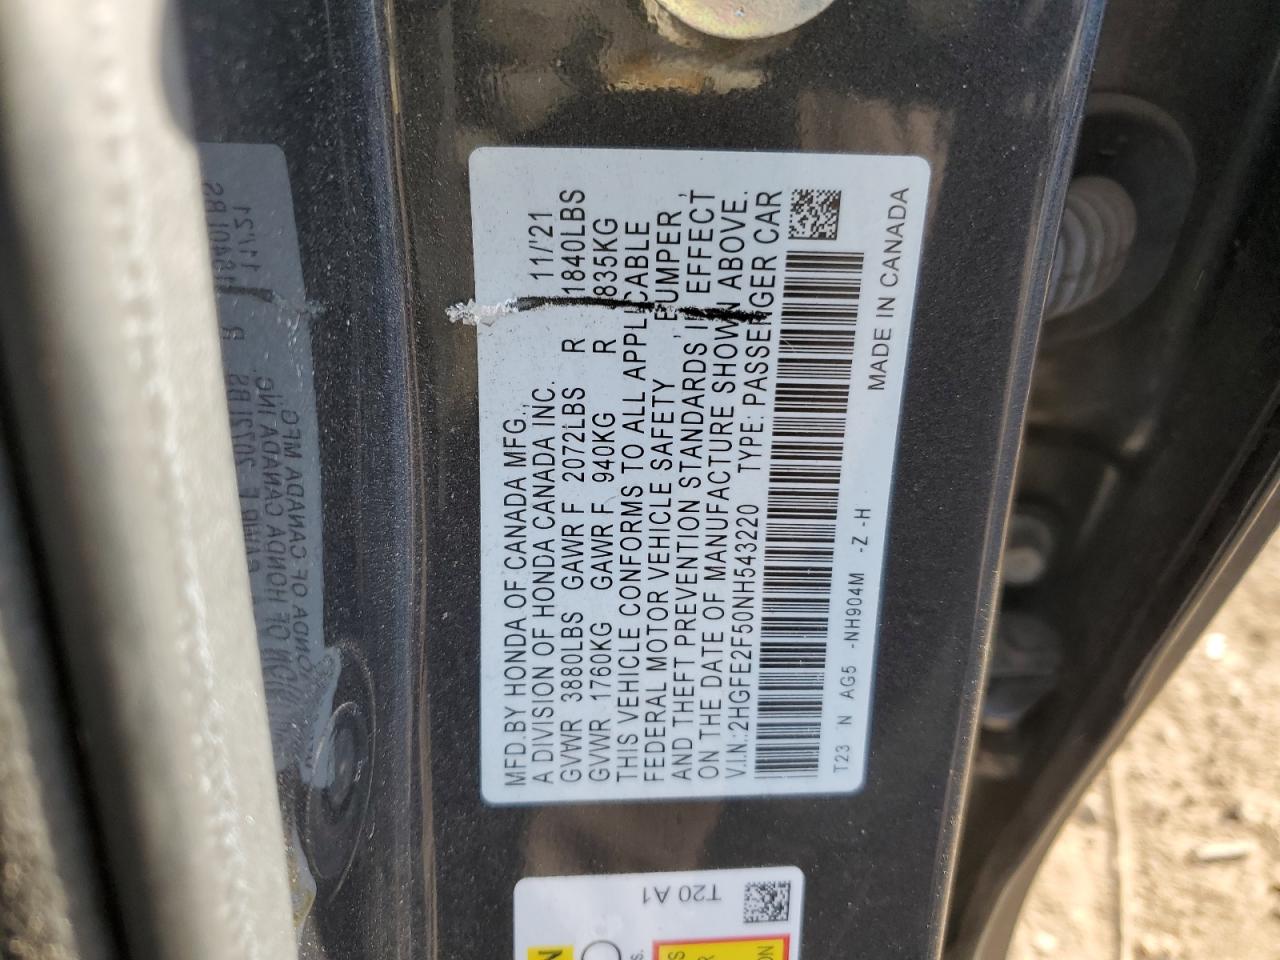 MFD.BY HONDA OF CANADA MFG., 11/'21
A DIVISION OF HONDA CANADA INC.
GVWR 3880LBS GAWR F 2072LBS R 1840LBS
GVWR 1760KG GAWR F 940KG R 835KG
THIS VEHICLE CONFORMS TO ALL APPLICABLE
FEDERAL MOTOR VEHICLE SAFETY, BUMPER,
AND THEFT PREVENTION STANDARDS IN EFFECT
ON THE DATE OF MANUFACTURE SHOWN ABOVE.
V.I.N.:2HGFE2F50NH543220 TYPE: PASSENGER CAR
T23 N AG5 -NH904M -Z -H
MADE IN CANADA
T20 A1